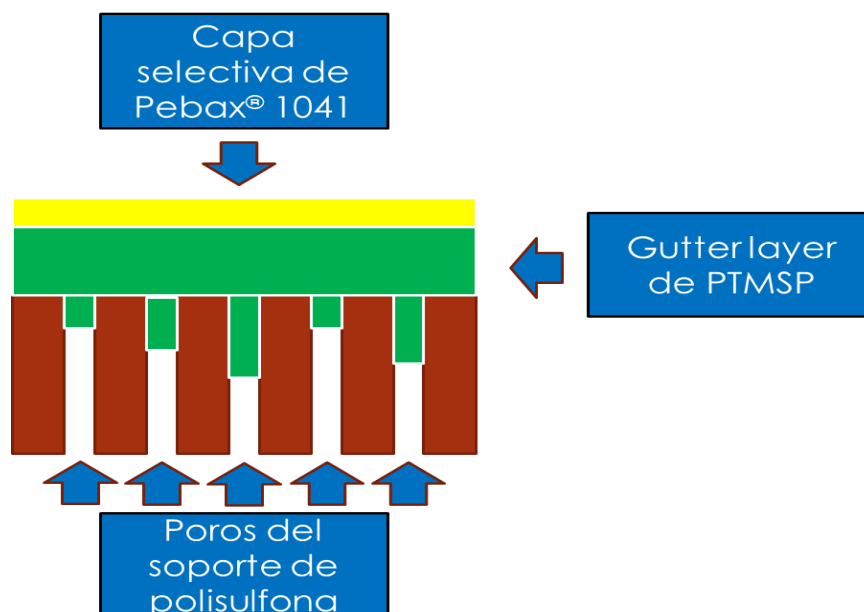 Capa
selectiva de
Pebax® 1041
Gutter layer
de PTMSP
Poros del
soporte de
polisulfona